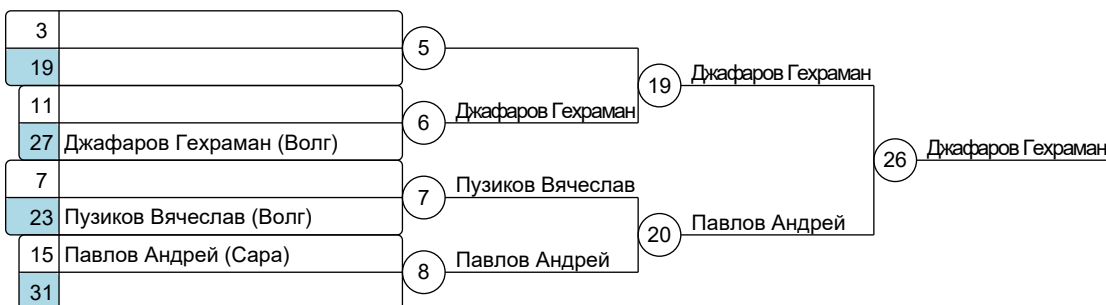 3
5
19
19 Джафаров Гехраман
11
6 Джафаров Гехраман
27 Джафаров Гехраман (Волг)
26 Джафаров Гехраман
7
7 Пузиков Вячеслав
23 Пузиков Вячеслав (Волг)
20 Павлов Андрей
15 Павлов Андрей (Сара)
8 Павлов Андрей
31